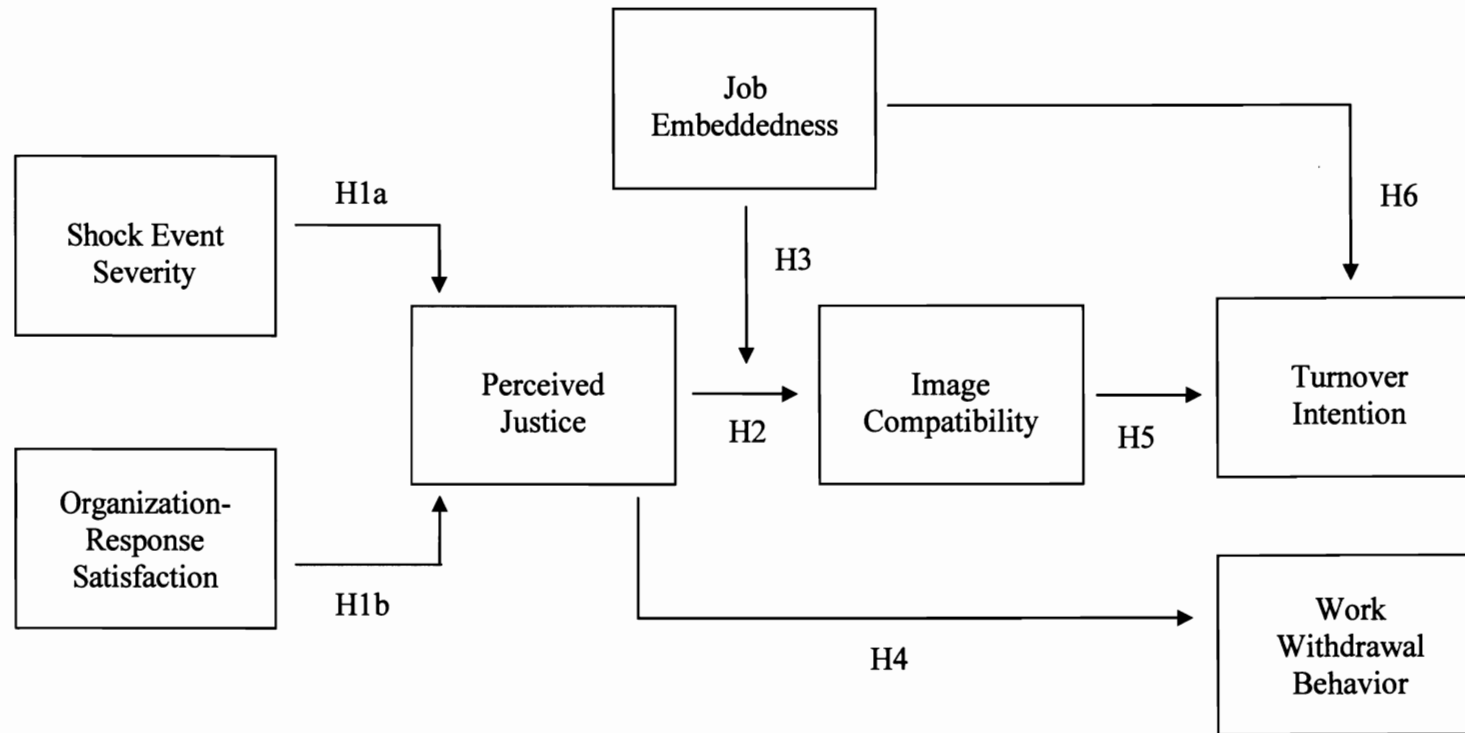 Job
Embeddedness
H1a
H6
Shock Event
Severity
H3
Perceived
Justice
Image
Compatibility
Turnover
Intention
H2
H5
Organization-
Response
Satisfaction
H1b
H4
Work
Withdrawal
Behavior